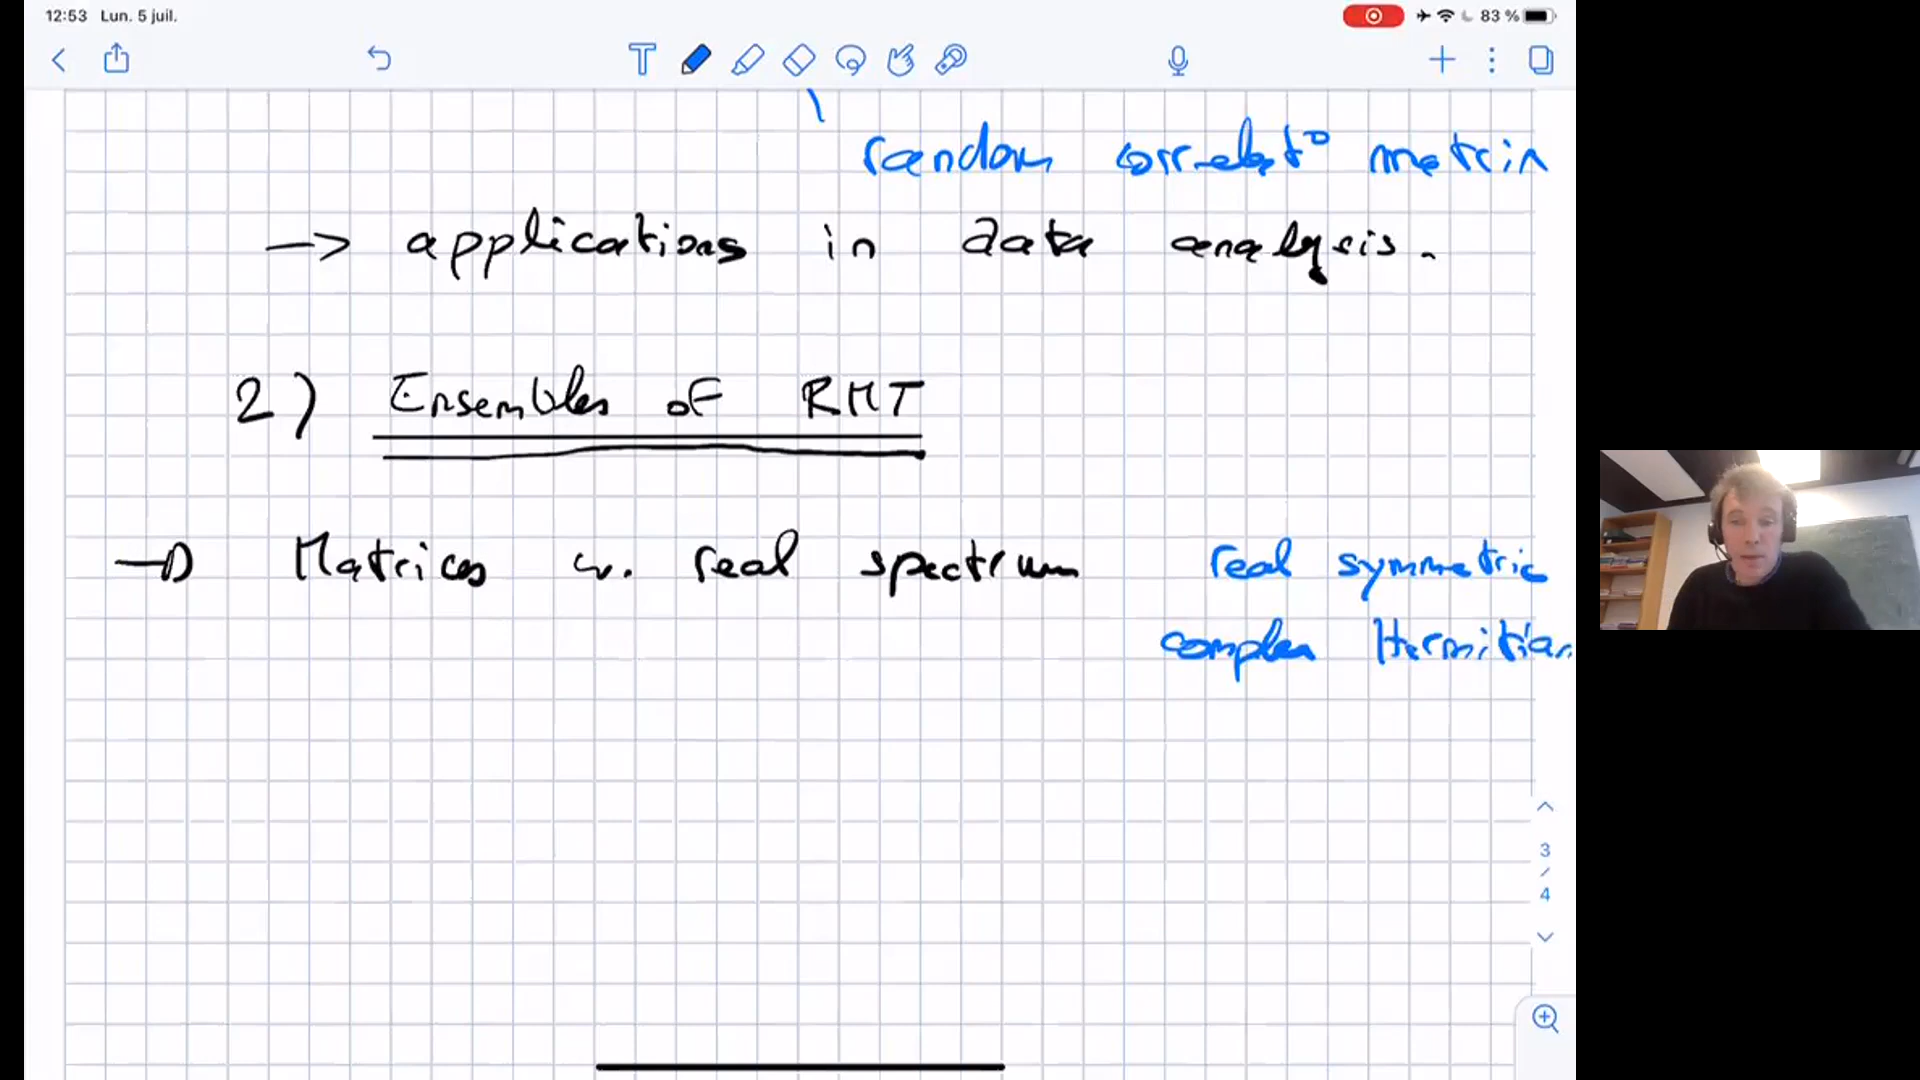 12:53 Lun. 5 juil.
83 %
random correlat° matrix
→ applications in data analysis.
2) Ensembles of RMT
→ Matrices w. real spectrum real symmetric
complex Hermitian
3
/
4